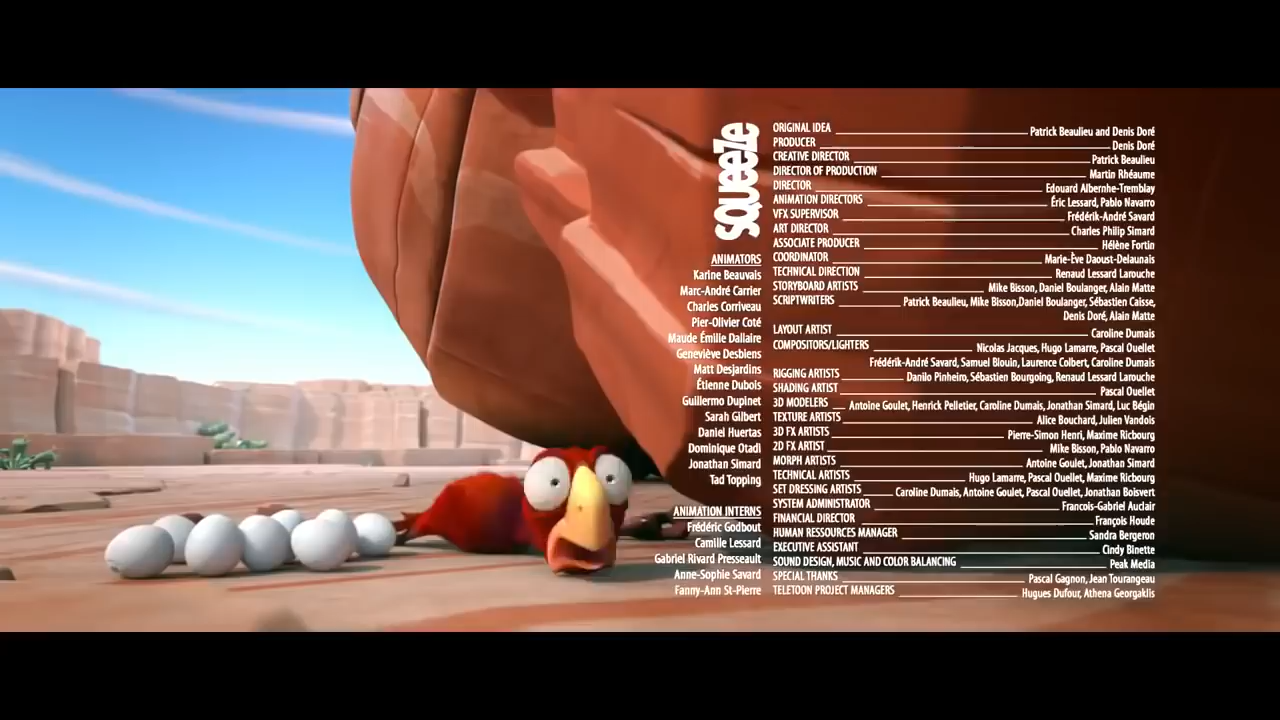 squeeze
ANIMATORS
Karine Beauvais
Marc-André Carrier
Charles Corriveau
Pier-Olivier Coté
Maude Émilie Dallaire
Geneviève Desbiens
Matt Desjardins
Étienne Dubois
Guillermo Dupinet
Sarah Gilbert
Daniel Huertas
Dominique Otadi
Jonathan Simard
Tad Topping
ANIMATION INTERNS
Frédéric Godbout
Camille Lessard
Gabriel Rivard Presseault
Anne-Sophie Savard
Fanny-Ann St-Pierre
ORIGINAL IDEA Patrick Beaulieu and Denis Doré
PRODUCER Denis Doré
CREATIVE DIRECTOR Patrick Beaulieu
DIRECTOR OF PRODUCTION Martin Rhéaume
DIRECTOR Edouard Albernhe-Tremblay
ANIMATION DIRECTORS Éric Lessard, Pablo Navarro
VFX SUPERVISOR Frédérik-André Savard
ART DIRECTOR Charles Philip Simard
ASSOCIATE PRODUCER Hélène Fortin
COORDINATOR Marie-Ève Daoust-Delaunais
TECHNICAL DIRECTION Renaud Lessard Larouche
STORYBOARD ARTISTS Mike Bisson, Daniel Boulanger, Alain Matte
SCRIPTWRITERS Patrick Beaulieu, Mike Bisson,Daniel Boulanger, Sébastien Caisse,
Denis Doré, Alain Matte
LAYOUT ARTIST Caroline Dumais
COMPOSITORS/LIGHTERS Nicolas Jacques, Hugo Lamarre, Pascal Ouellet
Frédérik-André Savard, Samuel Blouin, Laurence Colbert, Caroline Dumais
RIGGING ARTISTS Danilo Pinheiro, Sébastien Bourgoing, Renaud Lessard Larouche
SHADING ARTIST Pascal Ouellet
3D MODELERS Antoine Goulet, Henrick Pelletier, Caroline Dumais, Jonathan Simard, Luc Bégin
TEXTURE ARTISTS Alice Bouchard, Julien Vandois
3D FX ARTISTS Pierre-Simon Henri, Maxime Ricbourg
2D FX ARTIST Mike Bisson, Pablo Navarro
MORPH ARTISTS Antoine Goulet, Jonathan Simard
TECHNICAL ARTISTS Hugo Lamarre, Pascal Ouellet, Maxime Ricbourg
SET DRESSING ARTISTS Caroline Dumais, Antoine Goulet, Pascal Ouellet, Jonathan Boisvert
SYSTEM ADMINISTRATOR Francois-Gabriel Auclair
FINANCIAL DIRECTOR François Houde
HUMAN RESSOURCES MANAGER Sandra Bergeron
EXECUTIVE ASSISTANT Cindy Binette
SOUND DESIGN, MUSIC AND COLOR BALANCING Peak Media
SPECIAL THANKS Pascal Gagnon, Jean Tourangeau
TELETOON PROJECT MANAGERS Hugues Dufour, Athena Georgaklis